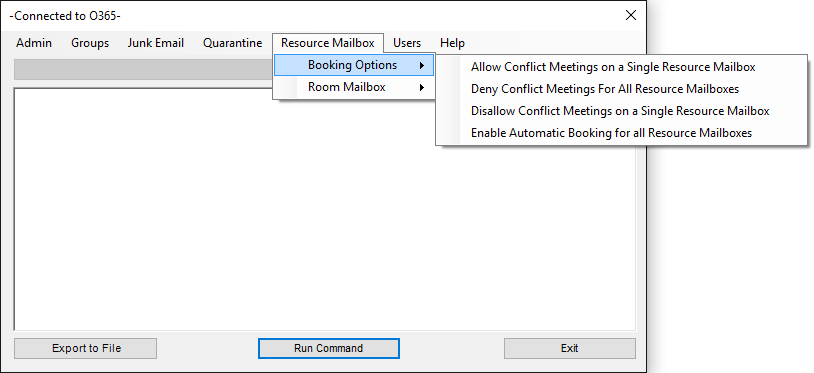 -Connected to O365-
Admin Groups Junk Email Quarantine Resource Mailbox Users Help
Booking Options
Room Mailbox
Allow Conflict Meetings on a Single Resource Mailbox
Deny Conflict Meetings For All Resource Mailboxes
Disallow Conflict Meetings on a Single Resource Mailbox
Enable Automatic Booking for all Resource Mailboxes
Export to File Run Command Exit